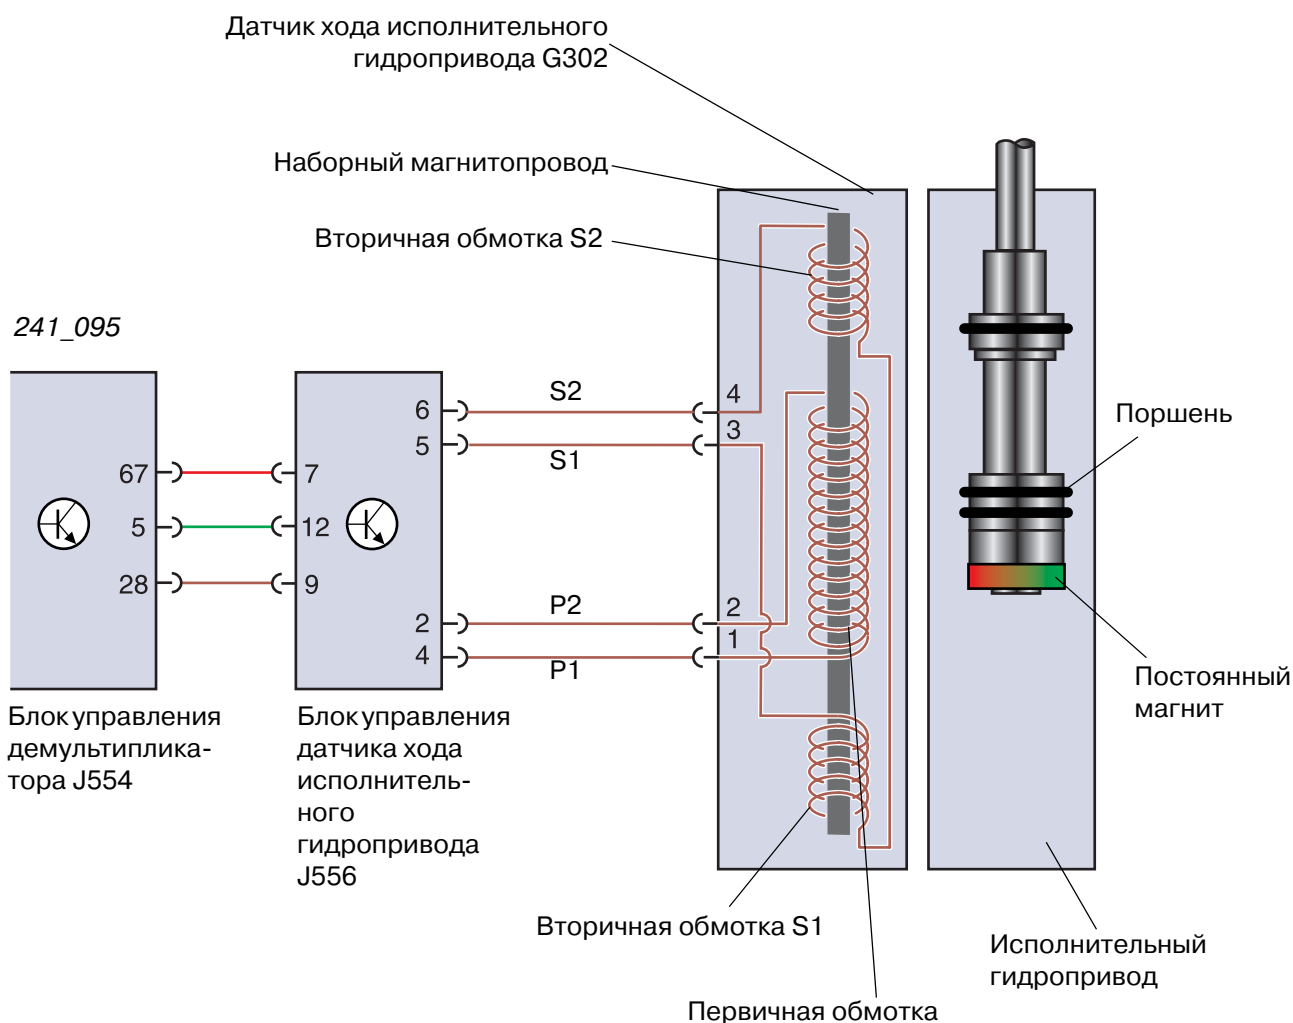 Датчик хода исполнительного
гидропривода G302
Наборный магнитопровод
Вторичная обмотка S2
241_095
S2
S1
P2
P1
67
5
28
7
12
9
6
5
2
4
4
3
2
1
Поршень
Постоянный
магнит
Блок управления
демультиплика-
тора J554
Блок управления
датчика хода
исполнитель-
ного
гидропривода
J556
Вторичная обмотка S1
Исполнительный
гидропривод
Первичная обмотка